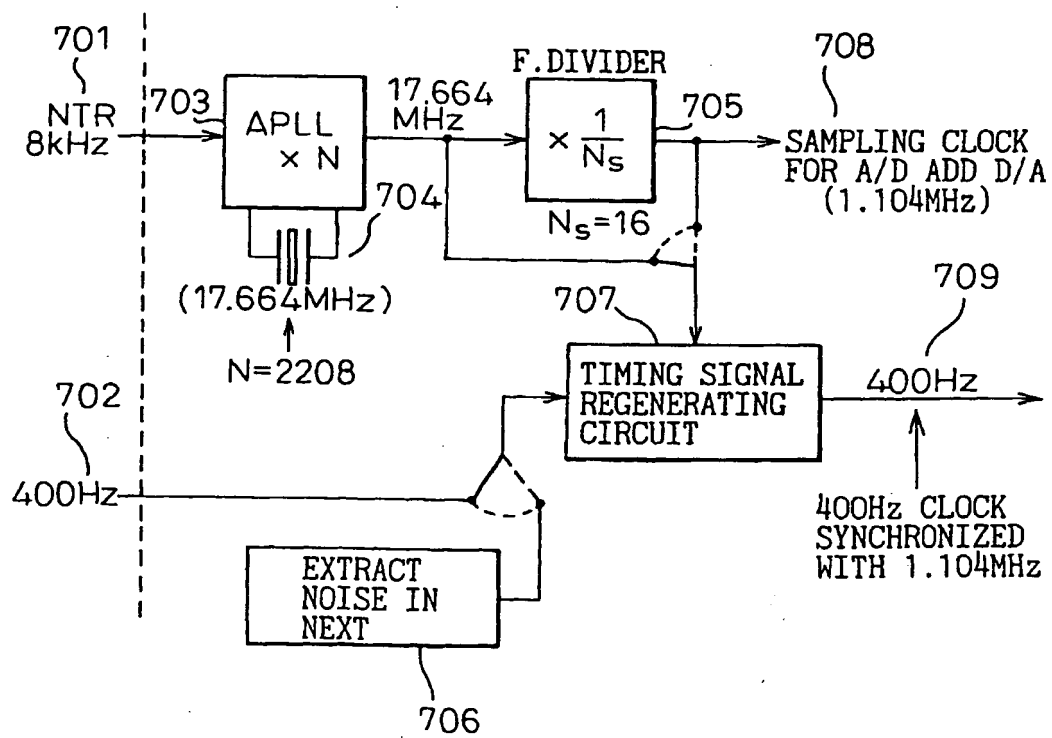 701
NTR
8kHz
703
APLL
× N
17.664
MHz
F.DIVIDER
× 1/Ns
Ns=16
705
708
SAMPLING CLOCK
FOR A/D ADD D/A
(1.104MHz)
704
(17.664MHz)
N=2208
707
TIMING SIGNAL
REGENERATING
CIRCUIT
709
400Hz
702
400Hz
400Hz CLOCK
SYNCHRONIZED
WITH 1.104MHz
EXTRACT
NOISE IN
NEXT
706